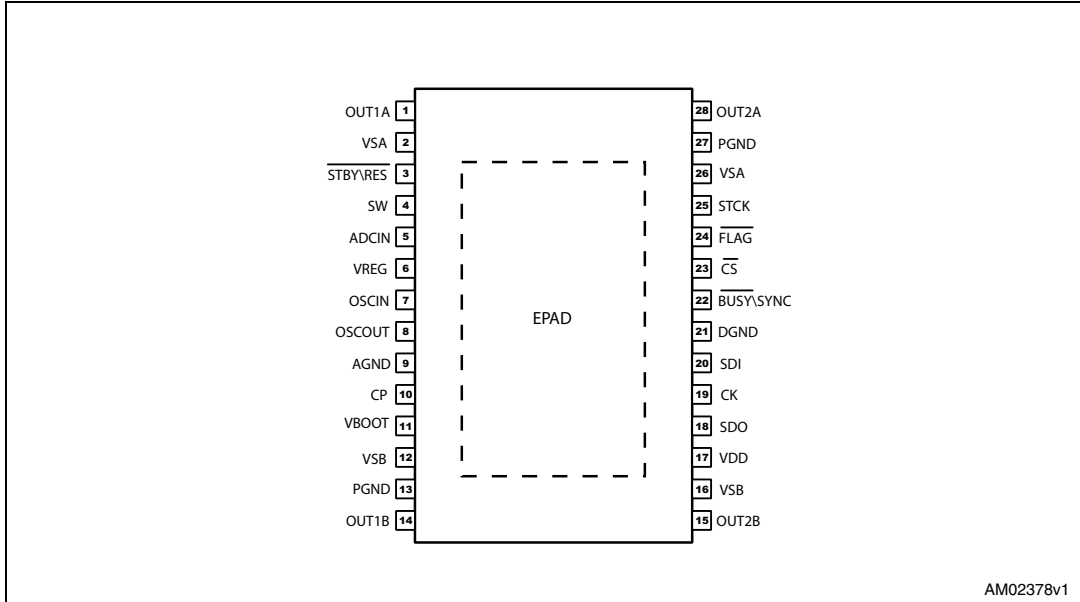 OUT1A 1 28 OUT2A
VSA 2 27 PGND
STBY\RES 3 26 VSA
SW 4 25 STCK
ADCIN 5 24 FLAG
VREG 6 23 CS
OSCIN 7 22 BUSY\SYNC
EPAD
OSCOUT 8 21 DGND
AGND 9 20 SDI
CP 10 19 CK
VBOOT 11 18 SDO
VSB 12 17 VDD
PGND 13 16 VSB
OUT1B 14 15 OUT2B
AM02378v1